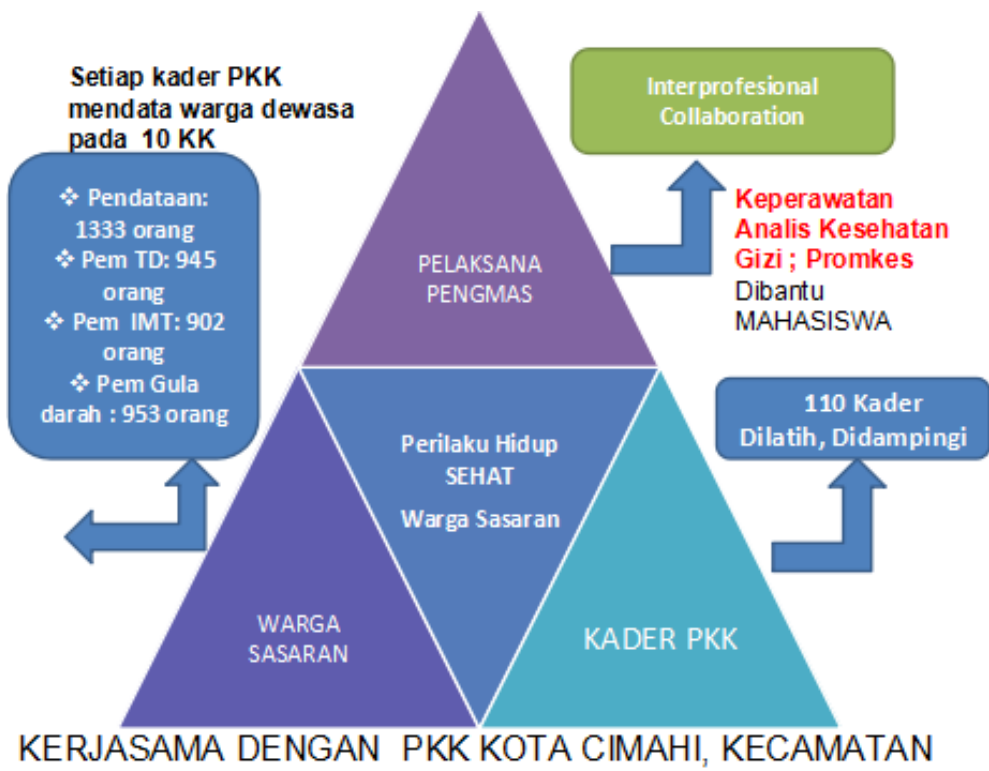 Setiap kader PKK
mendata warga dewasa
pada 10 KK
❖ Pendataan:
1333 orang
❖ Pem TD: 945
orang
❖ Pem IMT: 902
orang
❖ Pem Gula
darah : 953 orang
PELAKSANA
PENGMAS
Interprofesional
Collaboration
Keperawatan
Analis Kesehatan
Gizi ; Promkes
Dibantu
MAHASISWA
110 Kader
Dilatih, Didampingi
Perilaku Hidup
SEHAT
Warga Sasaran
WARGA
SASARAN
KADER PKK
KERJASAMA DENGAN PKK KOTA CIMAHI, KECAMATAN